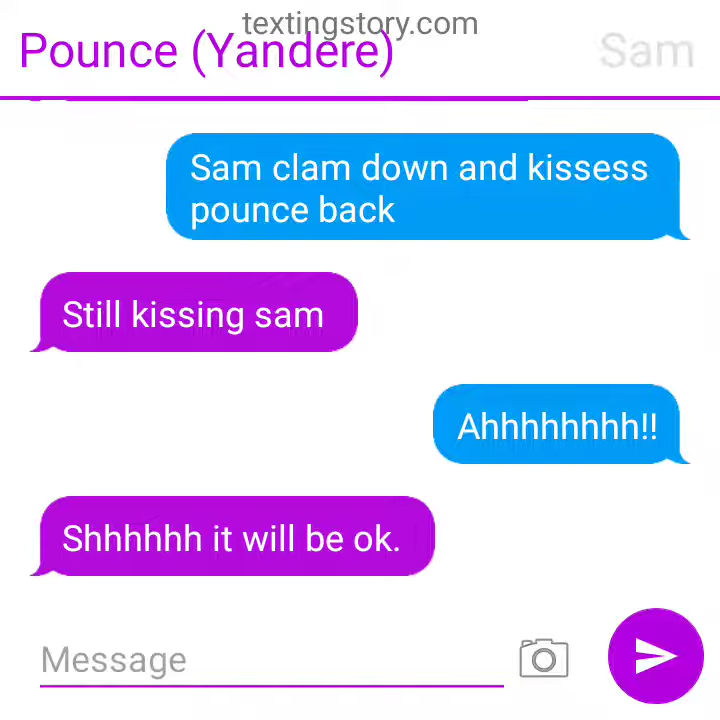 textingstory.com
Pounce (Yandere)
Sam
Sam clam down and kissess
pounce back
Still kissing sam
Ahhhhhhhh!!
Shhhhhh it will be ok.
Message